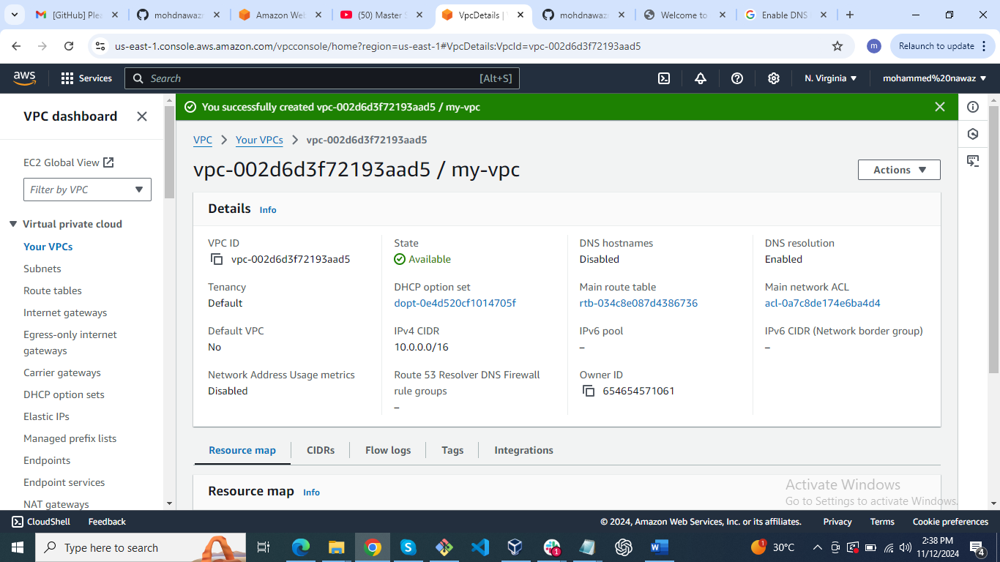 [GitHub] Plea
mohdnawaz
Amazon Web
(50) Master S
VpcDetails | V
mohdnawaz
Welcome to
Enable DNS
us-east-1.console.aws.amazon.com/vpcconsole/home?region=us-east-1#VpcDetails:VpcId=vpc-002d6d3f72193aad5
m
Relaunch to update
aws
Services
Search
[Alt+S]
N. Virginia
mohammed%20nawaz
VPC dashboard
EC2 Global View
Filter by VPC
Virtual private cloud
Your VPCs
Subnets
Route tables
Internet gateways
Egress-only internet
gateways
Carrier gateways
DHCP option sets
Elastic IPs
Managed prefix lists
Endpoints
Endpoint services
NAT gateways
You successfully created vpc-002d6d3f72193aad5 / my-vpc
VPC
Your VPCs
vpc-002d6d3f72193aad5
vpc-002d6d3f72193aad5 / my-vpc
Actions
Details Info
VPC ID
vpc-002d6d3f72193aad5
State
Available
DNS hostnames
Disabled
DNS resolution
Enabled
Tenancy
Default
DHCP option set
dopt-0e4d520cf1014705f
Main route table
rtb-034c8e087d4386736
Main network ACL
acl-0a7c8de174e6ba4d4
Default VPC
No
IPv4 CIDR
10.0.0.0/16
IPv6 pool
–
IPv6 CIDR (Network border group)
–
Network Address Usage metrics
Disabled
Route 53 Resolver DNS Firewall
rule groups
–
Owner ID
654654571061
Resource map
CIDRs
Flow logs
Tags
Integrations
Resource map Info
Activate Windows
Go to Settings to activate Windows.
CloudShell
Feedback
© 2024, Amazon Web Services, Inc. or its affiliates.
Privacy
Terms
Cookie preferences
Type here to search
1
1
30°C
2:38 PM
11/12/2024
4